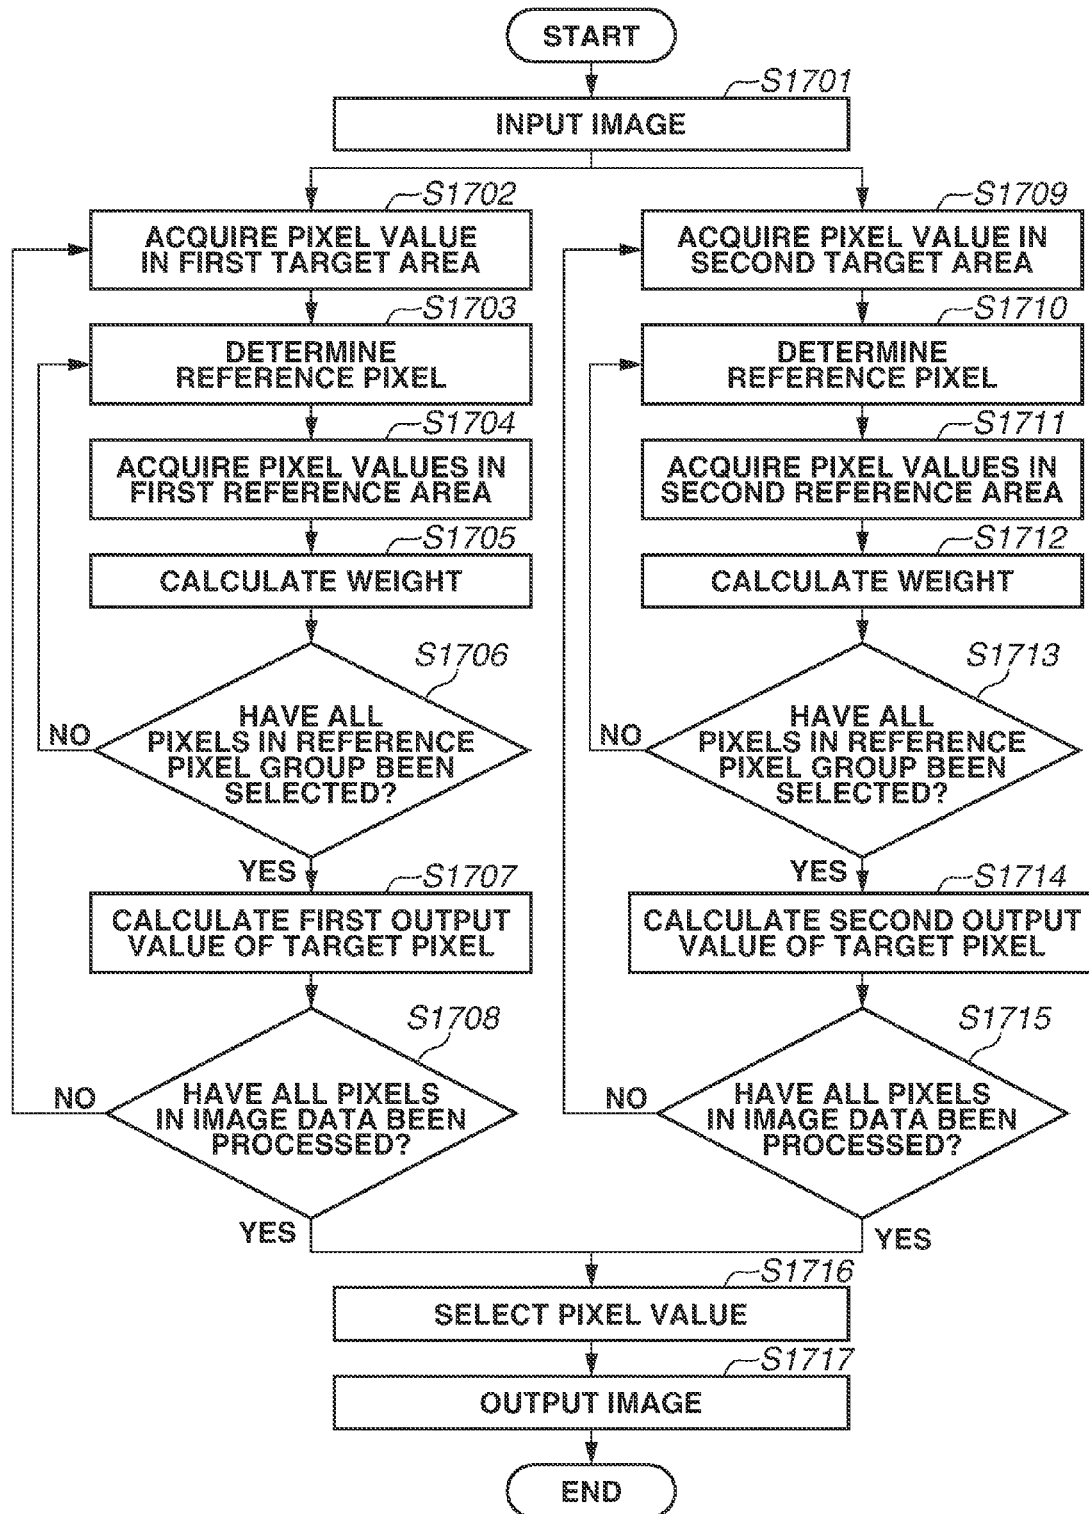 START
S1701
INPUT IMAGE
S1702
ACQUIRE PIXEL VALUE
IN FIRST TARGET AREA
S1703
DETERMINE
REFERENCE PIXEL
S1704
ACQUIRE PIXEL VALUES IN
FIRST REFERENCE AREA
S1705
CALCULATE WEIGHT
S1706
HAVE ALL
PIXELS IN REFERENCE
PIXEL GROUP BEEN
SELECTED?
NO
YES
S1707
CALCULATE FIRST OUTPUT
VALUE OF TARGET PIXEL
S1708
HAVE ALL PIXELS
IN IMAGE DATA BEEN
PROCESSED?
NO
YES
S1709
ACQUIRE PIXEL VALUE IN
SECOND TARGET AREA
S1710
DETERMINE
REFERENCE PIXEL
S1711
ACQUIRE PIXEL VALUES IN
SECOND REFERENCE AREA
S1712
CALCULATE WEIGHT
S1713
HAVE ALL
PIXELS IN REFERENCE
PIXEL GROUP BEEN
SELECTED?
NO
YES
S1714
CALCULATE SECOND OUTPUT
VALUE OF TARGET PIXEL
S1715
HAVE ALL PIXELS
IN IMAGE DATA BEEN
PROCESSED?
NO
YES
S1716
SELECT PIXEL VALUE
S1717
OUTPUT IMAGE
END